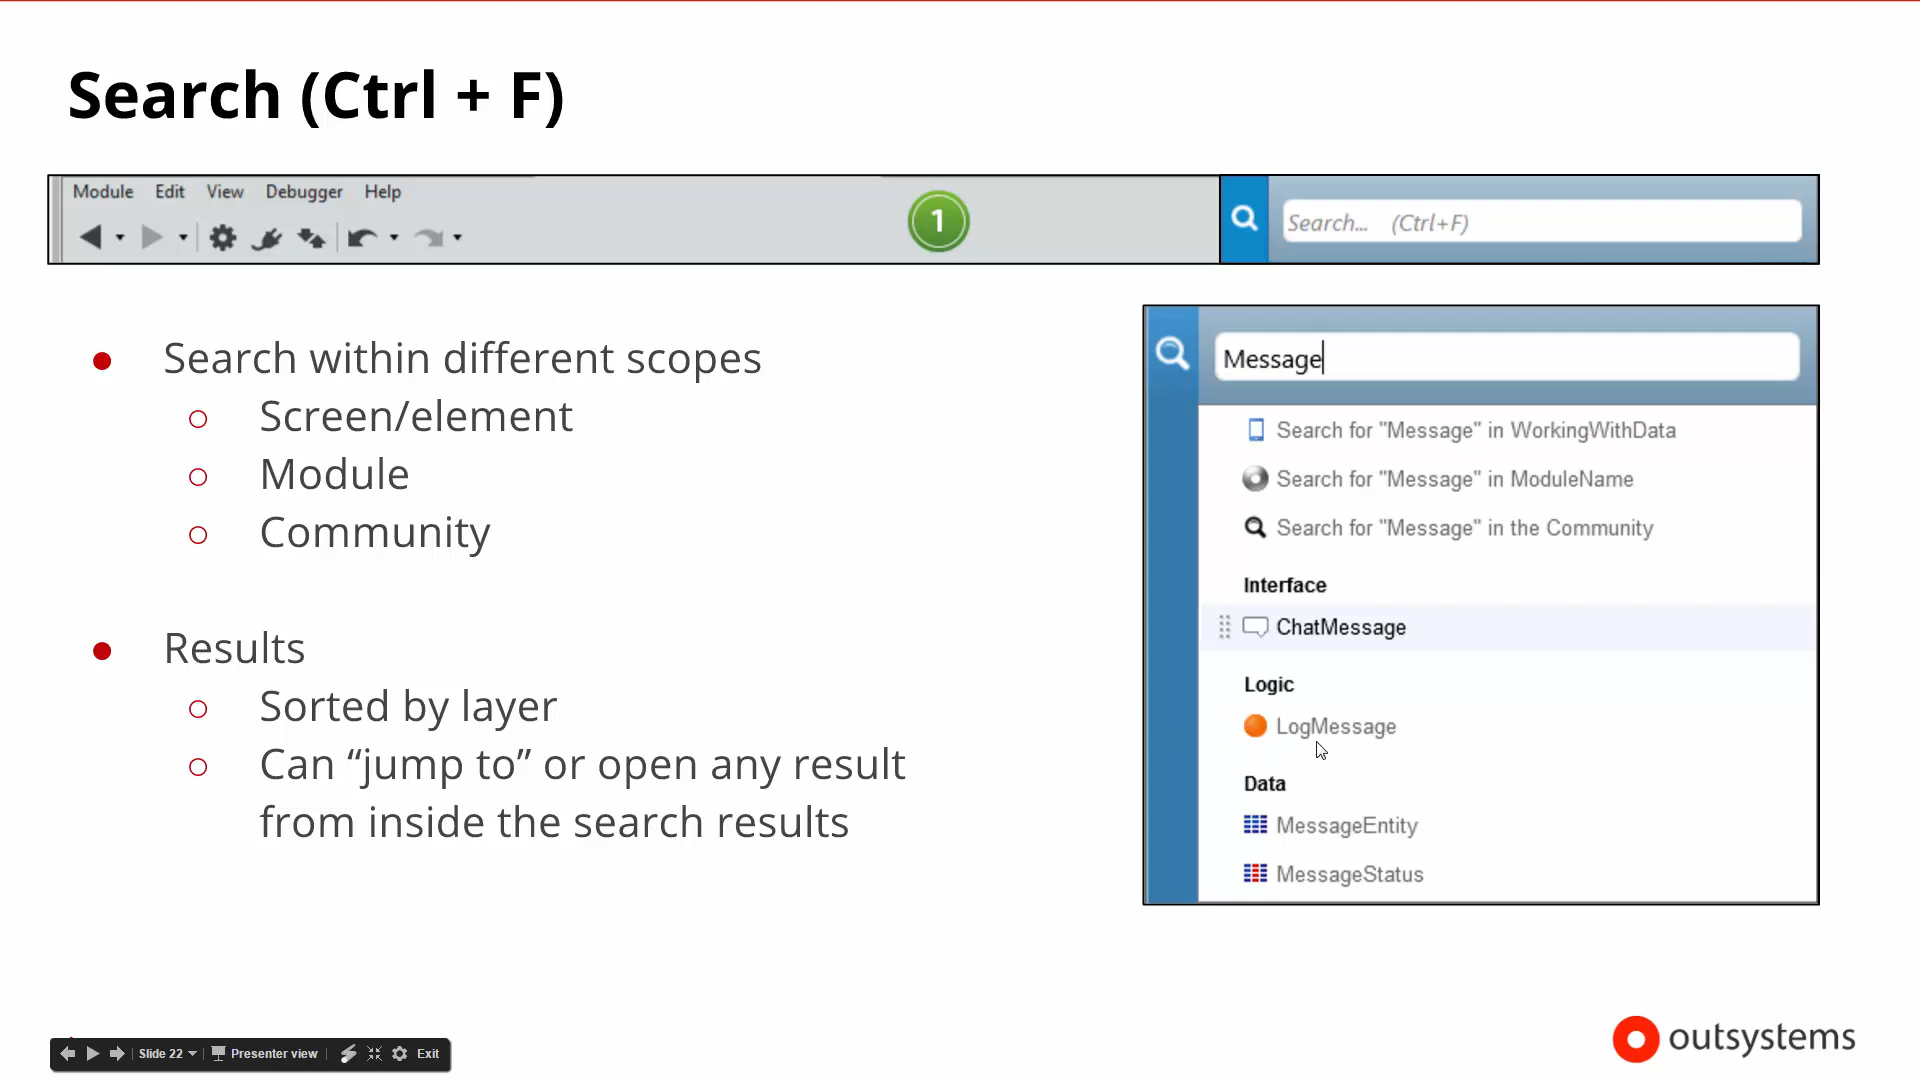 Search (Ctrl + F)
Module Edit View Debugger Help
1
Search... (Ctrl+F)
Search within different scopes
Screen/element
Module
Community
Results
Sorted by layer
Can “jump to” or open any result
from inside the search results
Message
Search for "Message" in WorkingWithData
Search for "Message" in ModuleName
Search for "Message" in the Community
Interface
ChatMessage
Logic
LogMessage
Data
MessageEntity
MessageStatus
Slide 22 Presenter view Exit
outsystems